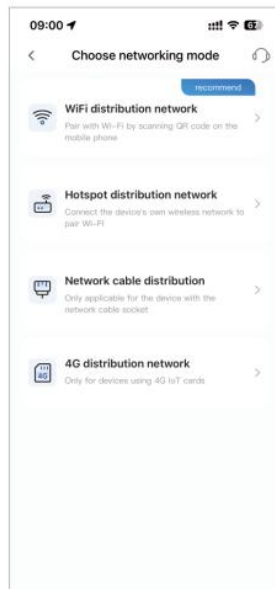 09:00
67
Choose networking mode
recommend
WiFi distribution network
Pair with Wi-Fi by scanning QR code on the
mobile phone
Hotspot distribution network
Connect the device's own wireless network to
pair WI-FI
Network cable distribution
Only applicable for the device with the
network cable socket
4G
4G distribution network
Only for devices using 4G IoT cards